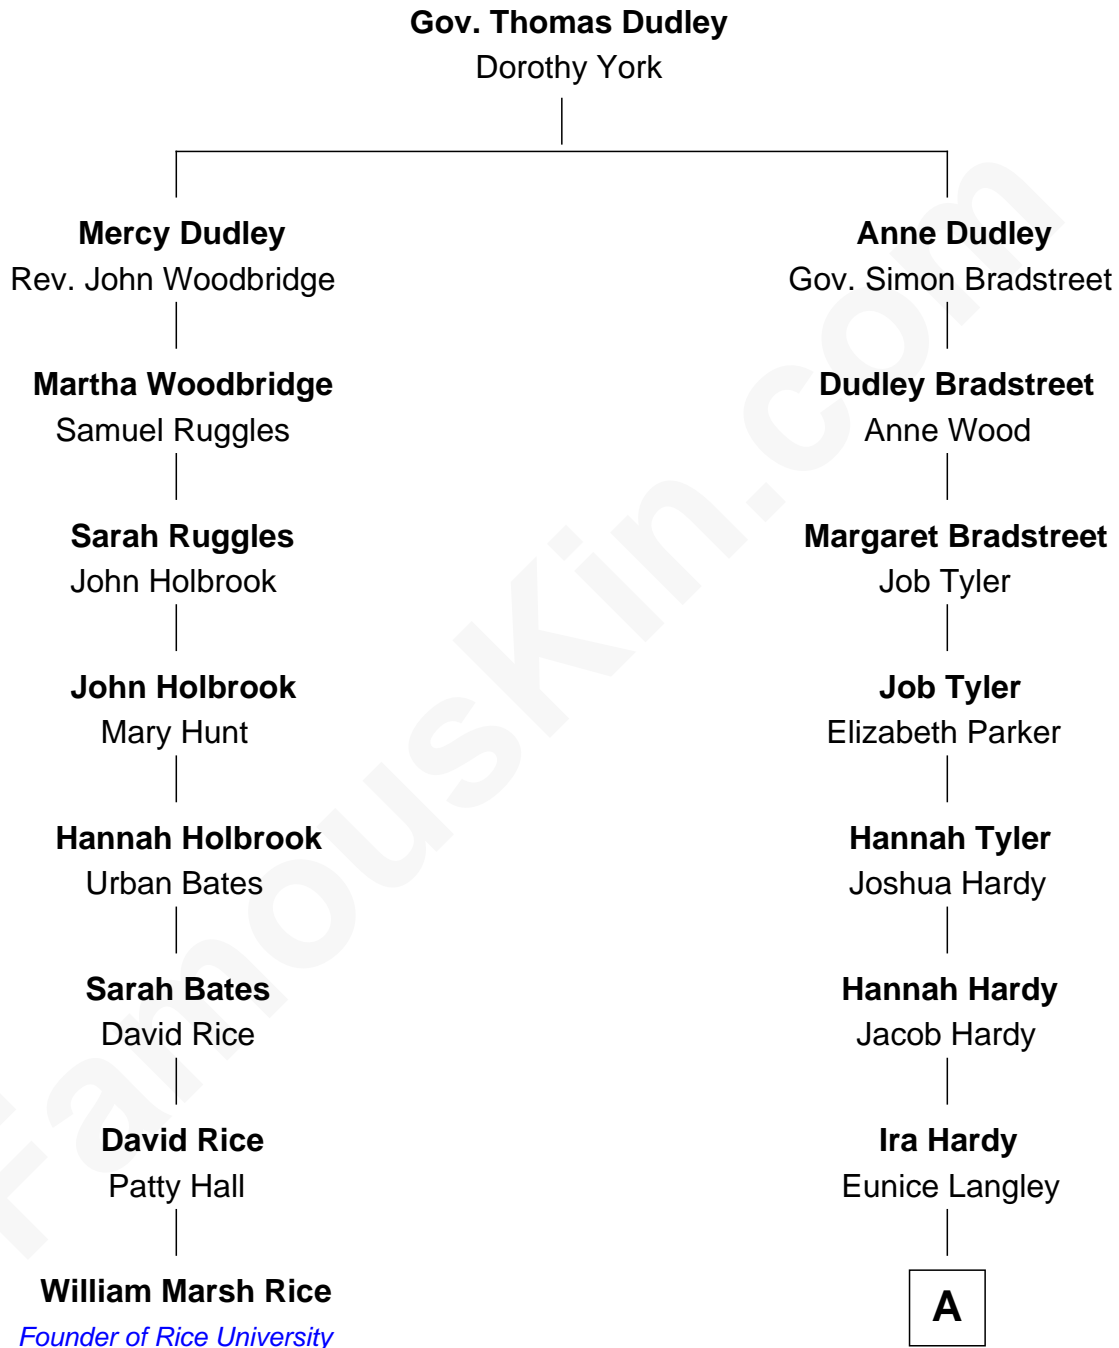 Gov. Thomas Dudley
Dorothy York
Mercy Dudley
Rev. John Woodbridge
Martha Woodbridge
Samuel Ruggles
Sarah Ruggles
John Holbrook
John Holbrook
Mary Hunt
Hannah Holbrook
Urban Bates
Sarah Bates
David Rice
David Rice
Patty Hall
William Marsh Rice
Founder of Rice University
Anne Dudley
Gov. Simon Bradstreet
Dudley Bradstreet
Anne Wood
Margaret Bradstreet
Job Tyler
Job Tyler
Elizabeth Parker
Hannah Tyler
Joshua Hardy
Hannah Hardy
Jacob Hardy
Ira Hardy
Eunice Langley
A
FamousKin.com